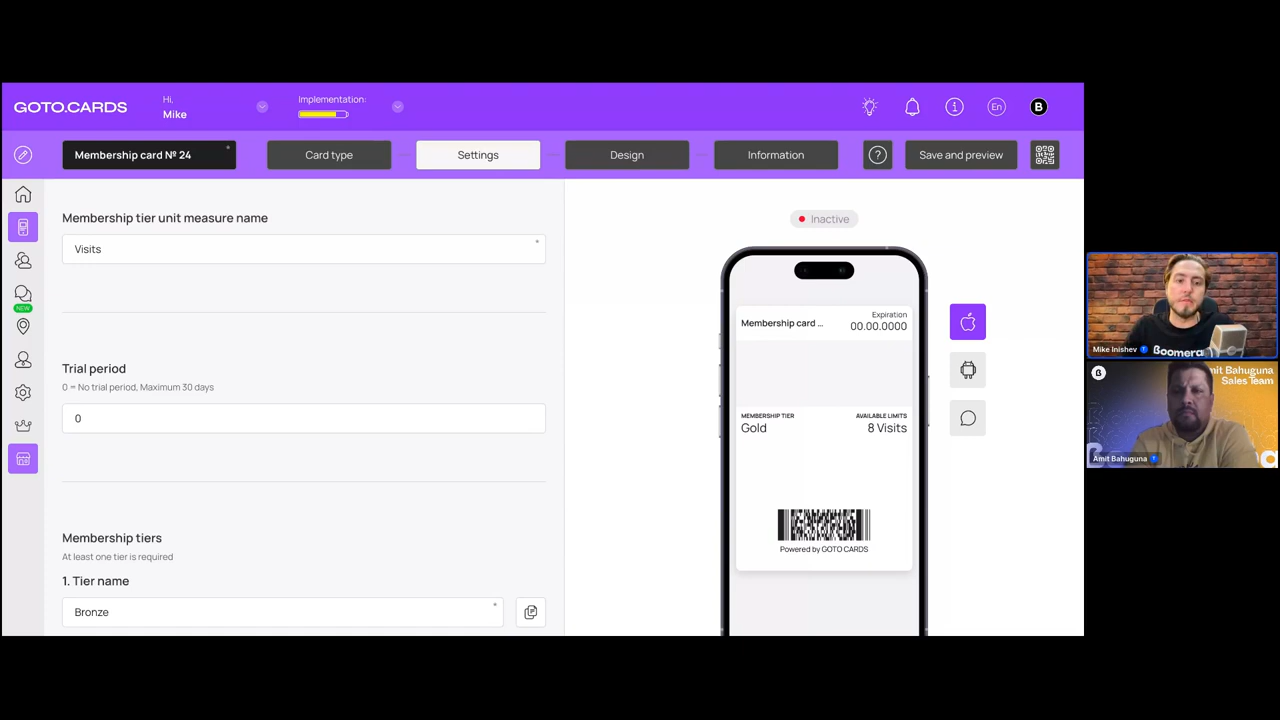 GOTO.CARDS
Hi,
Mike
Implementation:
En
B
Membership card № 24 *
Card type
Settings
Design
Information
?
Save and preview
NEW
Membership tier unit measure name
Visits *
Trial period
0 = No trial period, Maximum 30 days
0
Membership tiers
At least one tier is required
1. Tier name
Bronze *
Inactive
Membership card ...
Expiration
00.00.0000
MEMBERSHIP TIER
AVAILABLE LIMITS
Gold
8 Visits
Powered by GOTO CARDS
Boomera
Mike Inishev
mit Bahuguna
Sales Team
Amit Bahuguna